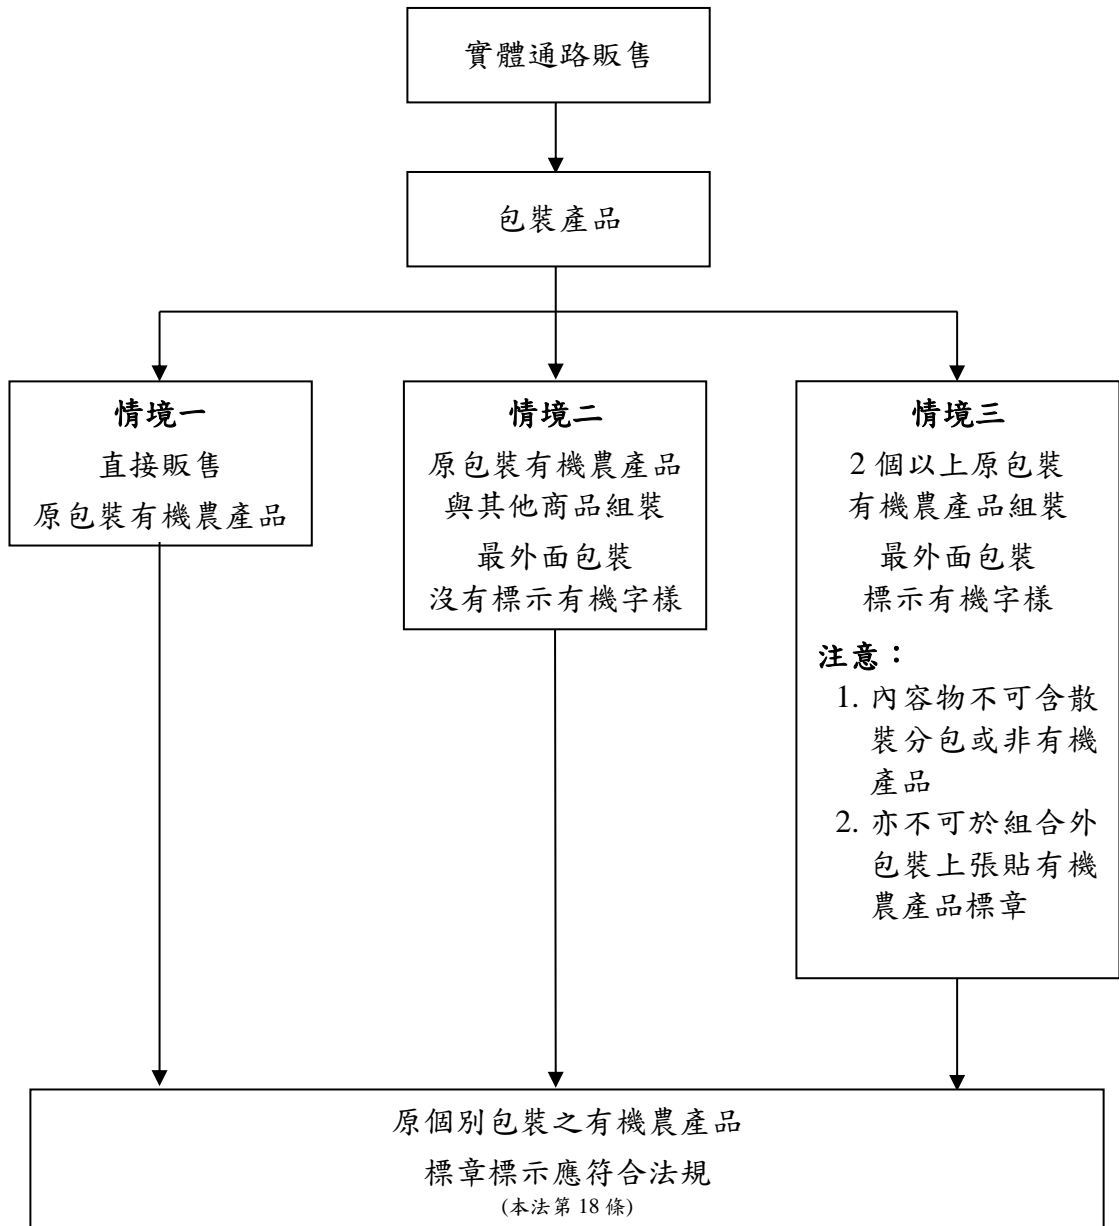 實體通路販售
包裝產品
情境一
直接販售
原包裝有機農產品
情境二
原包裝有機農產品
與其他商品組裝
最外面包裝
沒有標示有機字樣
情境三
2 個以上原包裝
有機農產品組裝
最外面包裝
標示有機字樣
注意：
1. 內容物不可含散
裝分包或非有機
產品
2. 亦不可於組合外
包裝上張貼有機
農產品標章
原個別包裝之有機農產品
標章標示應符合法規
(本法第 18 條)